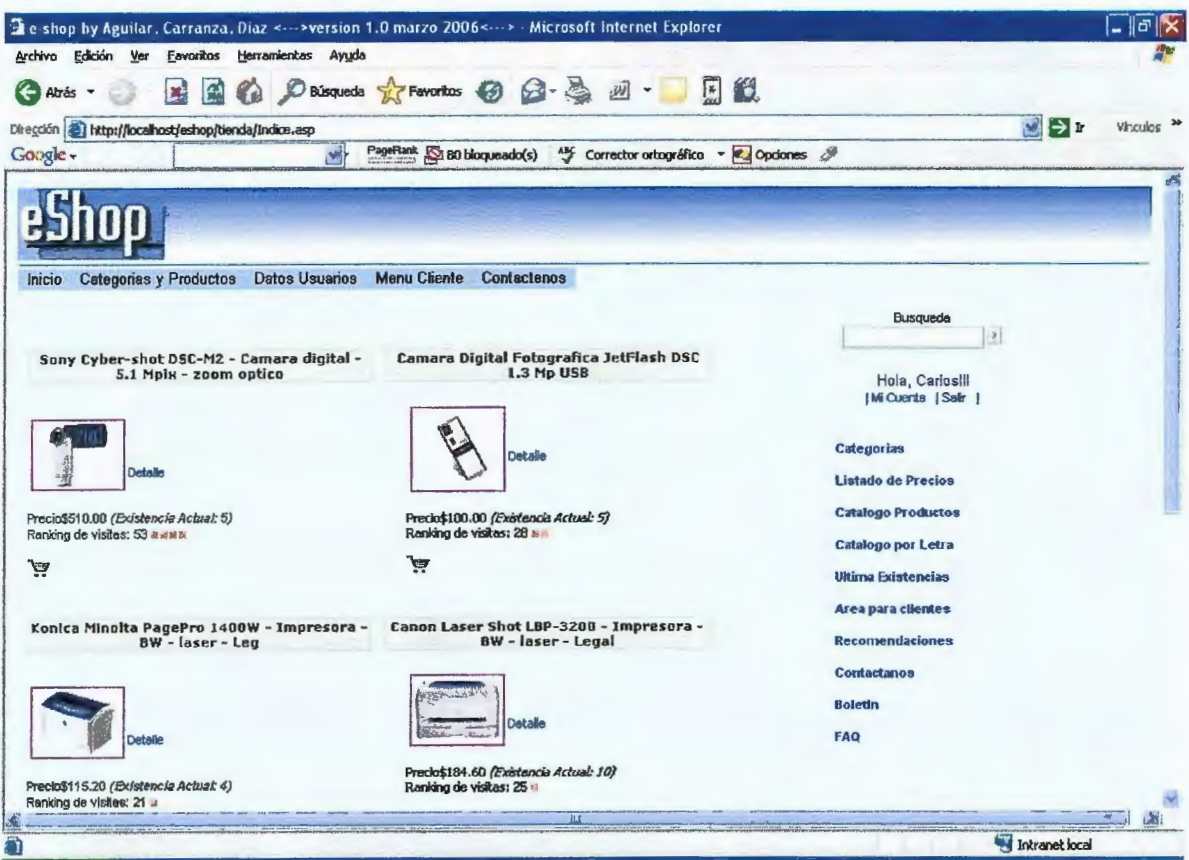 e-shop by Aguilar, Carranza, Diaz <--->version 1.0 marzo 2006<---> - Microsoft Internet Explorer
Archivo Edición Ver Favoritos Herramientas Ayuda
Atrás Búsqueda Favoritos
Dirección http://localhost/eshop/tienda/Indice.asp Ir Vínculos »
Google PageRank 80 bloqueado(s) ABC Corrector ortográfico Opciones
eShop
Inicio Categorias y Productos Datos Usuarios Menu Cliente Contactenos
Busqueda
Hola, Carlos!!!
| Mi Cuenta | Salir |
Sony Cyber-shot DSC-M2 - Camara digital -
5.1 Mpix - zoom optico
Detalle
Precio$510.00 (Existencia Actual: 5)
Ranking de visitas: 53
Camara Digital Fotografica JetFlash DSC
1.3 Mp USB
Detalle
Precio$100.00 (Existencia Actual: 5)
Ranking de visitas: 28
Konica Minolta PagePro 1400W - Impresora -
BW - laser - Leg
Detalle
Precio$115.20 (Existencia Actual: 4)
Ranking de visitas: 21
Canon Laser Shot LBP-3200 - Impresora -
BW - laser - Legal
Detalle
Precio$184.60 (Existencia Actual: 10)
Ranking de visitas: 25
Categorias
Listado de Precios
Catalogo Productos
Catalogo por Letra
Ultima Existencias
Area para clientes
Recomendaciones
Contactanos
Boletin
FAQ
Intranet local